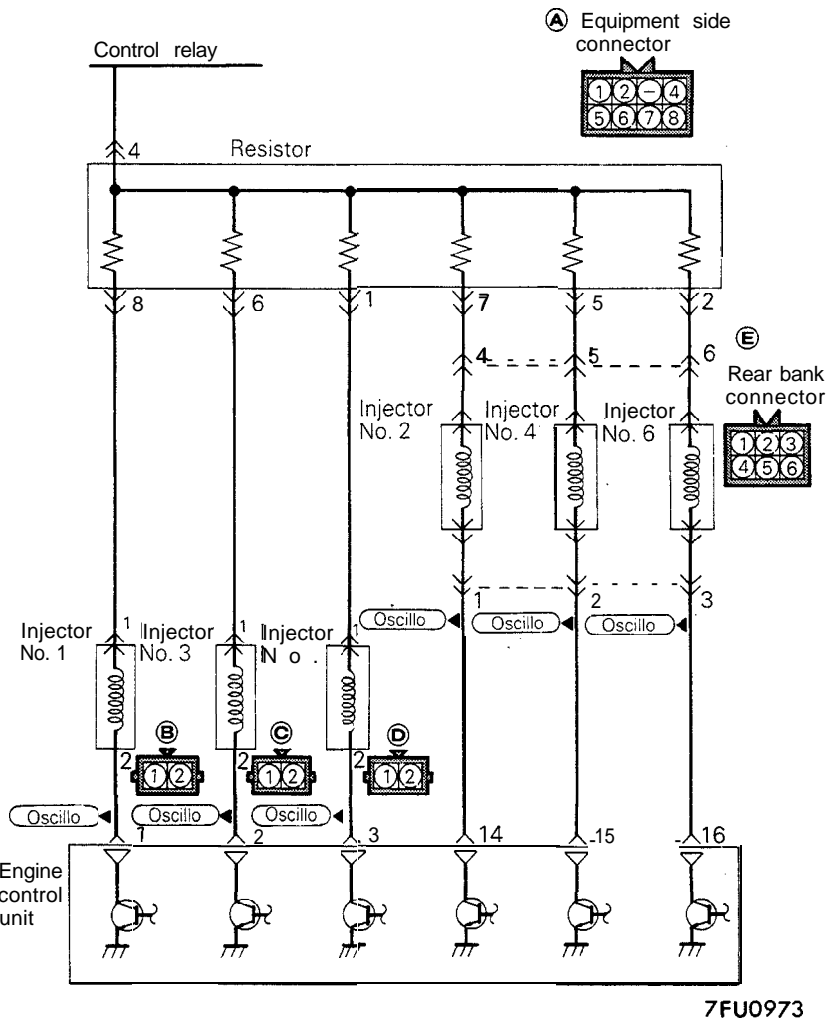 Ⓐ Equipment side
connector
Control relay
1 2 – 4
5 6 7 8
4
Resistor
8 6 1 7 5 2
4 5 6
Ⓔ
Rear bank
connector
Injector
No. 2
Injector
No. 4
Injector
No. 6
1 2 3
4 5 6
1 2 3
Oscillo Oscillo Oscillo
Injector
No. 1
1
Injector
No. 3
1
Injector
No.
1
Ⓑ Ⓒ Ⓓ
2 1 2 2 1 2 2 1 2
Oscillo Oscillo Oscillo
1 2 3 14 15 16
Engine
control
unit
7FU0973